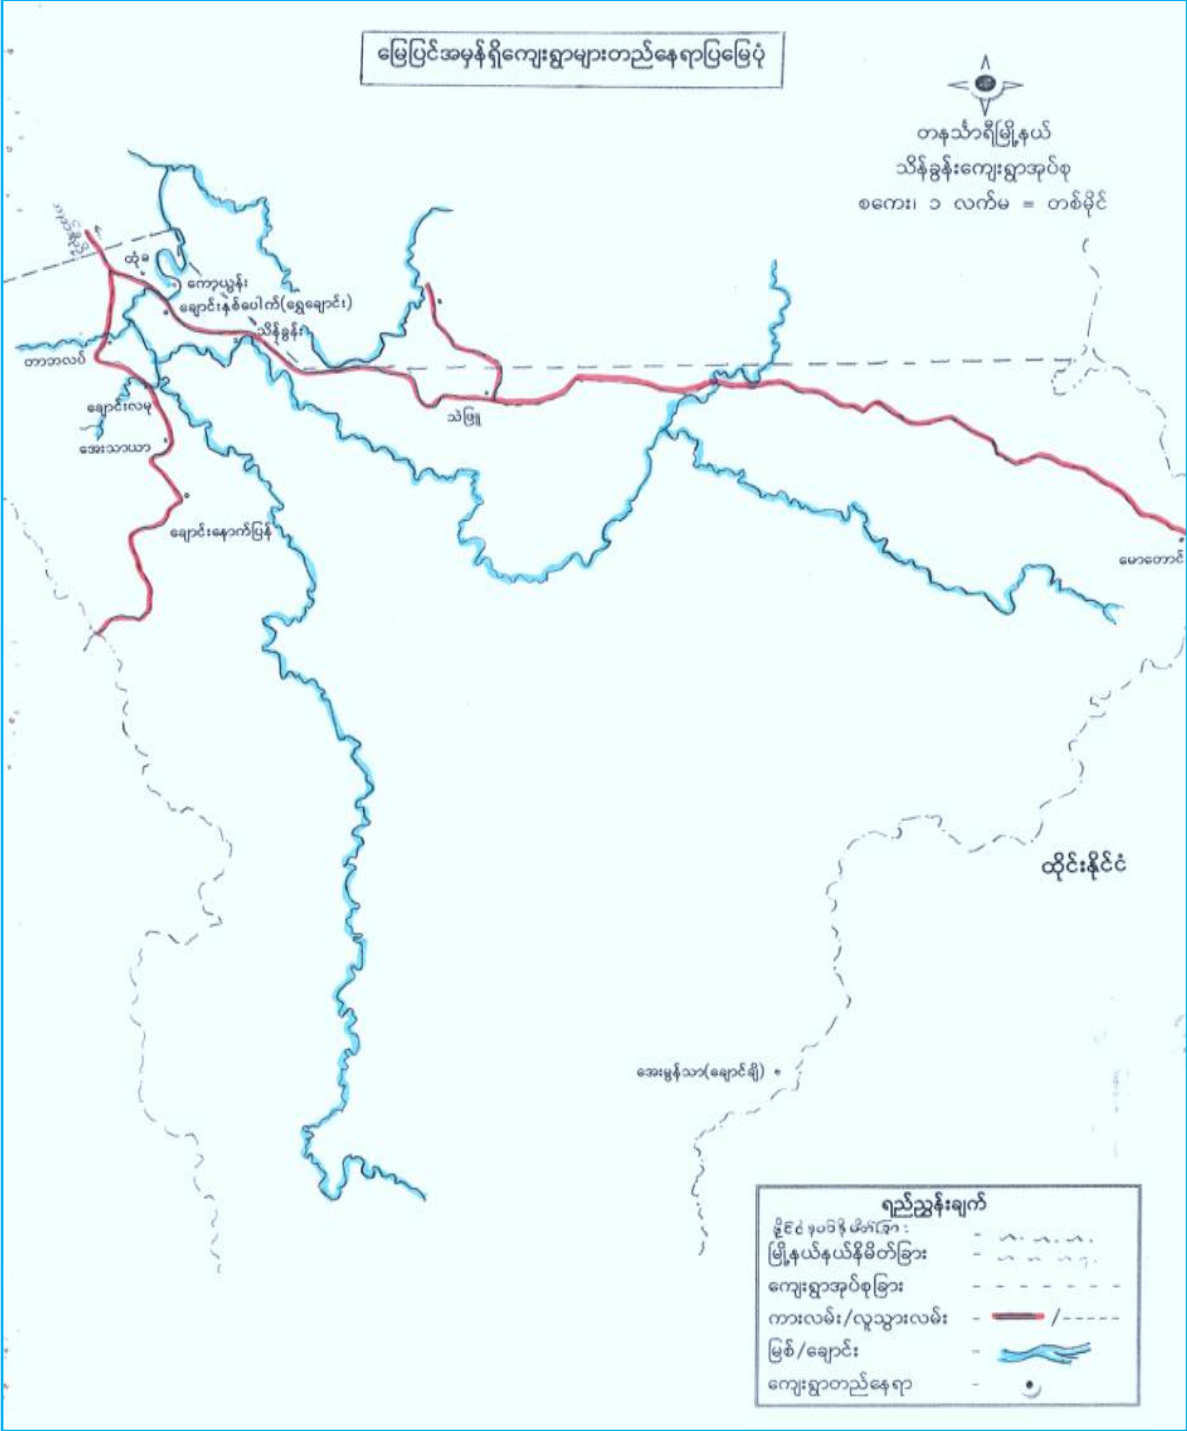 မြေပြင်အမှန်ရှိကျေးရွာများတည်နေရာပြမြေပုံ
တနင်္သာရီမြို့နယ်
သိန်ခွန်းကျေးရွာအုပ်စု
စကေး၊ ၁ လက်မ = တစ်မိုင်
ထုံခ
ကော့ယွန်း
ချောင်းနှစ်ပေါက်(ရွှေချောင်း)
သိန်ခွန်း
တာဘလပ်
ချောင်းလမု
သဲဖြူ
အေးသာယာ
ချောင်းနောက်ပြန်
မောတောင်
ထိုင်းနိုင်ငံ
အေးမွန်သာ(ချောင်ချီ)
ရည်ညွှန်းချက်
မြို့နယ်နယ်နိမိတ်ခြား -
ကျေးရွာအုပ်စုခြား
ကားလမ်း/လူသွားလမ်း - /
မြစ်/ချောင်း -
ကျေးရွာတည်နေရာ -